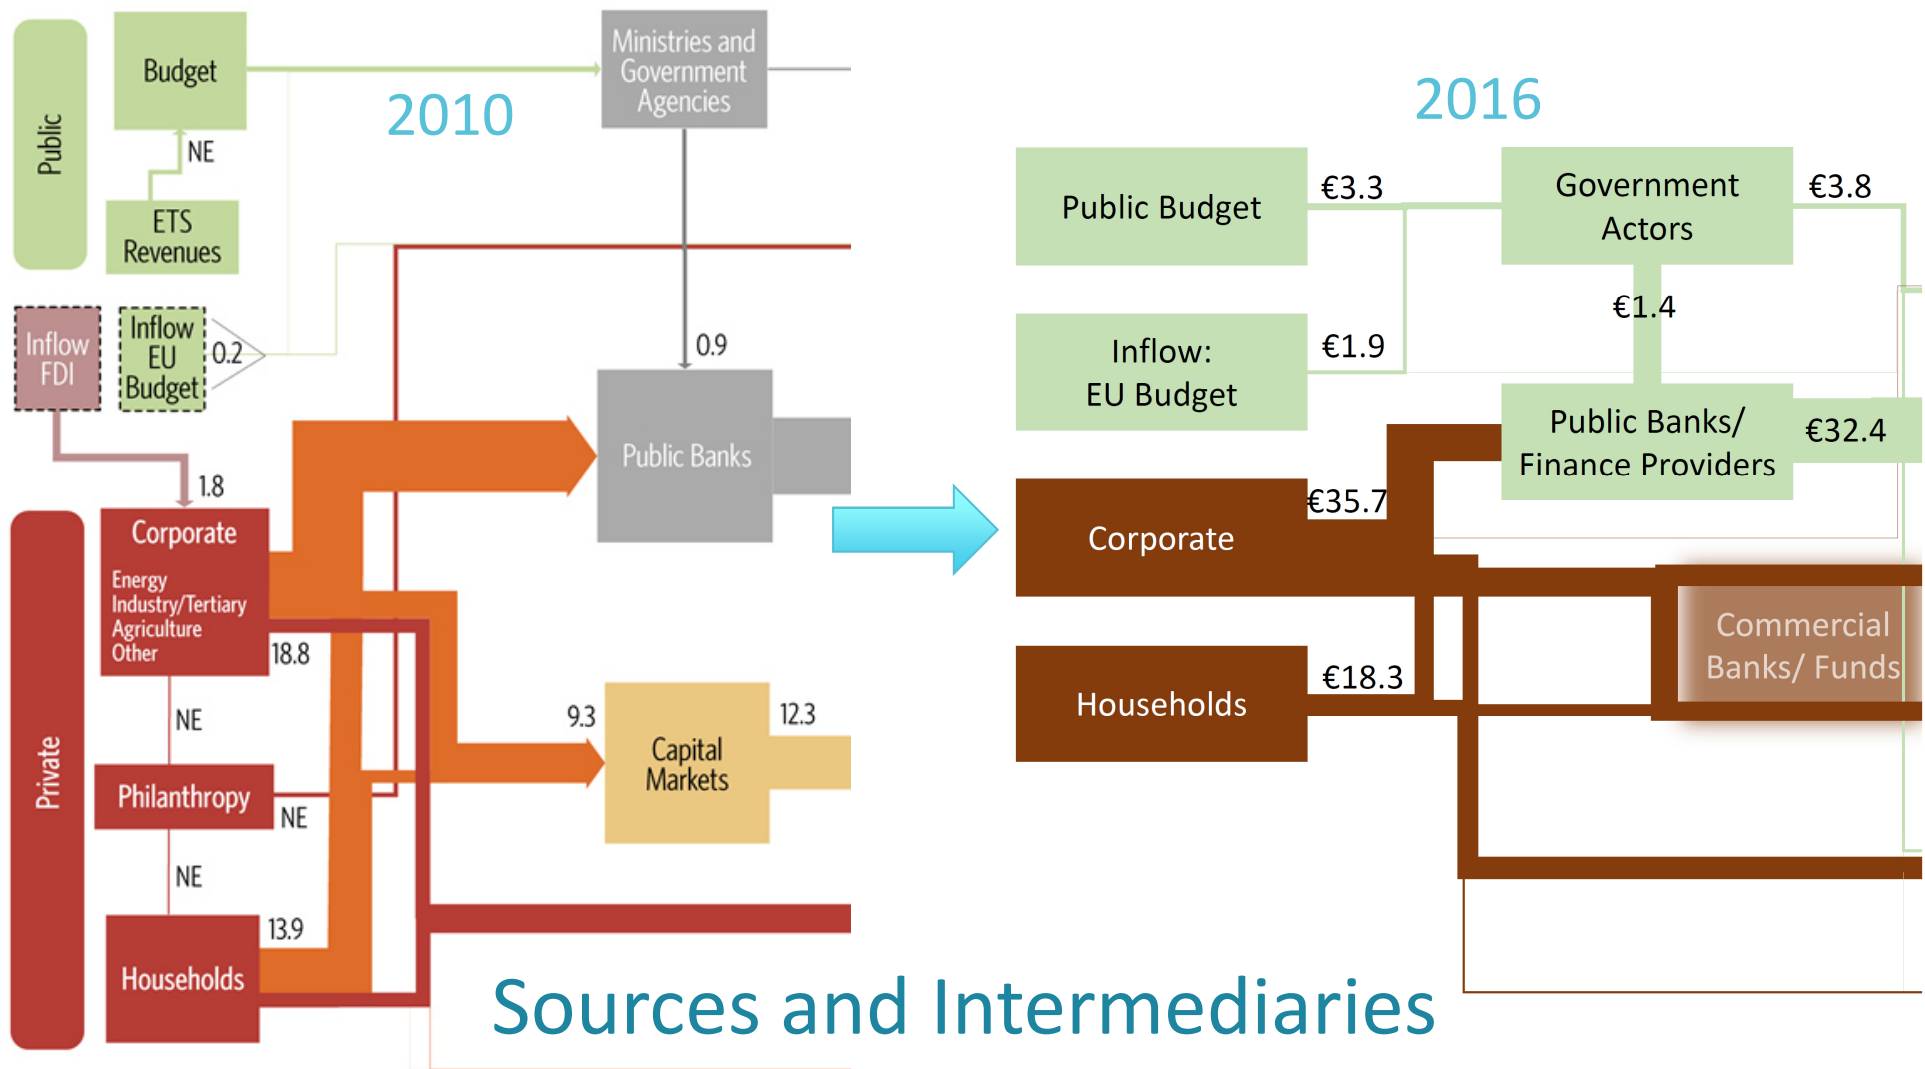 Public
Budget
2010
Ministries and
Government
Agencies
NE
ETS
Revenues
Inflow
FDI
Inflow
EU
Budget
0.2
0.9
Public Banks
1.8
Private
Corporate
Energy
Industry/Tertiary
Agriculture
Other
18.8
NE
Philanthropy
NE
NE
9.3
Capital
Markets
12.3
13.9
Households
2016
Public Budget
€3.3
Government
Actors
€3.8
€1.4
Inflow:
EU Budget
€1.9
Public Banks/
Finance Providers
€32.4
Corporate
€35.7
Commercial
Banks/ Funds
Households
€18.3
Sources and Intermediaries